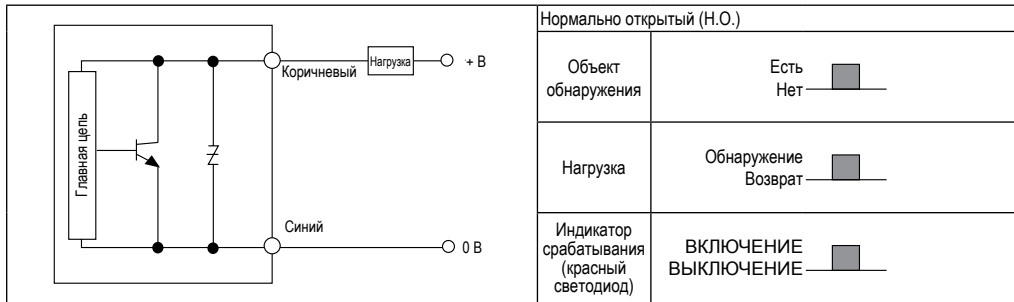 Главная цепь
Коричневый
Нагрузка
+ В
Синий
0 В
Нормально открытый (Н.О.)
Объект
обнаружения
Есть
Нет
Нагрузка
Обнаружение
Возврат
Индикатор
срабатывания
(красный
светодиод)
ВКЛЮЧЕНИЕ
ВЫКЛЮЧЕНИЕ